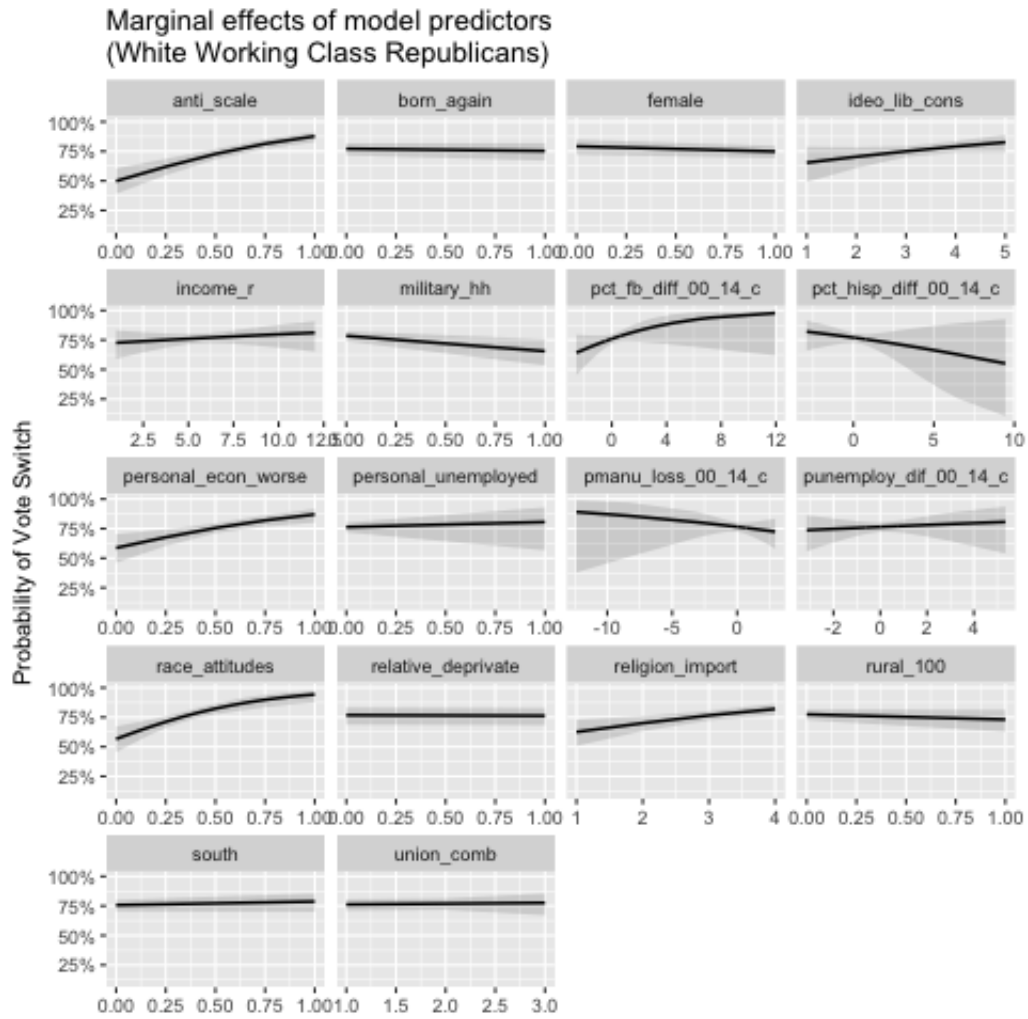 Marginal effects of model predictors
(White Working Class Republicans)
anti_scale born_again female ideo_lib_cons
100%
75%
50%
25%
0.00 0.25 0.50 0.75 1.00 0.00 0.25 0.50 0.75 1.00 0.00 0.25 0.50 0.75 1.00 1 2 3 4 5
income_r military_hh pct_fb_diff_00_14_c pct_hisp_diff_00_14_c
100%
75%
50%
25%
2.5 5.0 7.5 10.0 12.5 0.00 0.25 0.50 0.75 1.00 0 4 8 12 0 5 10
personal_econ_worse personal_unemployed pmanu_loss_00_14_c punemploy_dif_00_14_c
100%
75%
50%
25%
0.00 0.25 0.50 0.75 1.00 0.00 0.25 0.50 0.75 1.00 -10 -5 0 -2 0 2 4
race_attitudes relative_deprivate religion_import rural_100
100%
75%
50%
25%
0.00 0.25 0.50 0.75 1.00 0.00 0.25 0.50 0.75 1.00 1 2 3 4 0.00 0.25 0.50 0.75 1.00
south union_comb
100%
75%
50%
25%
0.00 0.25 0.50 0.75 1.00 1.0 1.5 2.0 2.5 3.0
Probability of Vote Switch